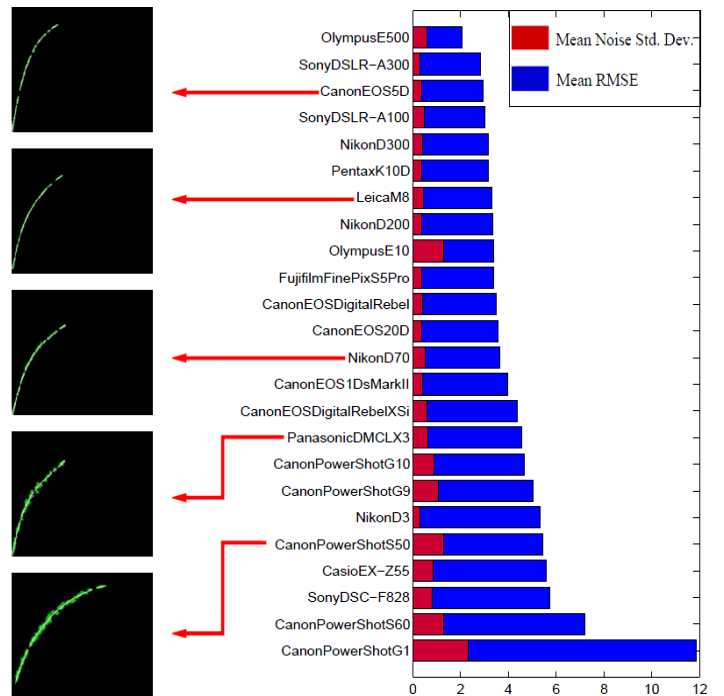 OlympusE500
SonyDSLR-A300
CanonEOS5D
SonyDSLR-A100
NikonD300
PentaxK10D
LeicaM8
NikonD200
OlympusE10
FujifilmFinePixS5Pro
CanonEOSDigitalRebel
CanonEOS20D
NikonD70
CanonEOS1DsMarkII
CanonEOSDigitalRebelXSi
PanasonicDMCLX3
CanonPowerShotG10
CanonPowerShotG9
NikonD3
CanonPowerShotS50
CasioEX-Z55
SonyDSC-F828
CanonPowerShotS60
CanonPowerShotG1
Mean Noise Std. Dev.
Mean RMSE
0 2 4 6 8 10 12